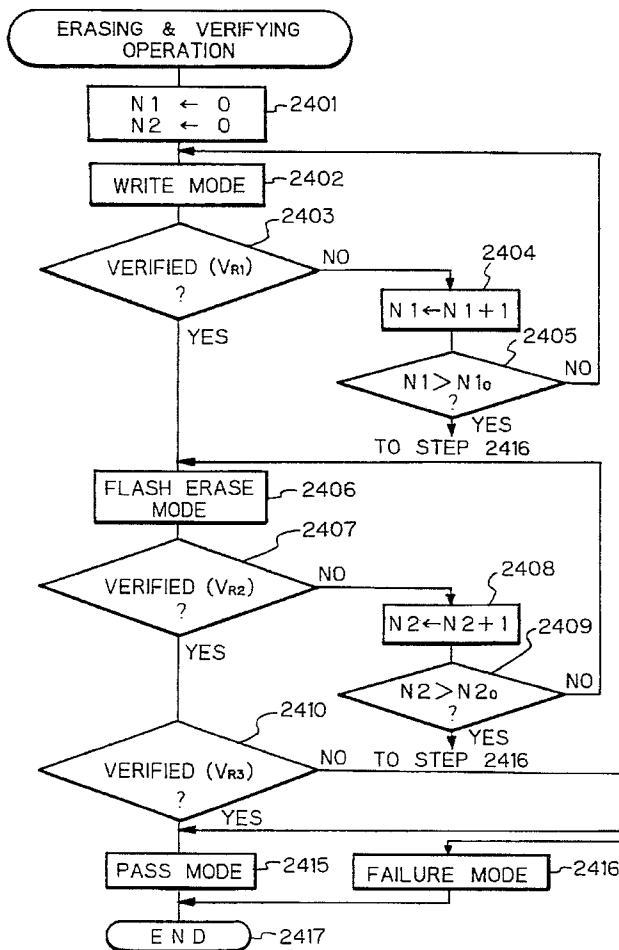 ERASING & VERIFYING
OPERATION
N1 ← 0
N2 ← 0
2401
WRITE MODE
2402
2403
VERIFIED (VR1)
?
NO
YES
2404
N1←N1+1
2405
N1>N1o
?
NO
YES
TO STEP 2416
FLASH ERASE
MODE
2406
2407
VERIFIED (VR2)
?
NO
YES
2408
N2←N2+1
2409
N2>N2o
?
NO
YES
TO STEP 2416
2410
VERIFIED (VR3)
?
NO
YES
PASS MODE
2415
FAILURE MODE
2416
END
2417